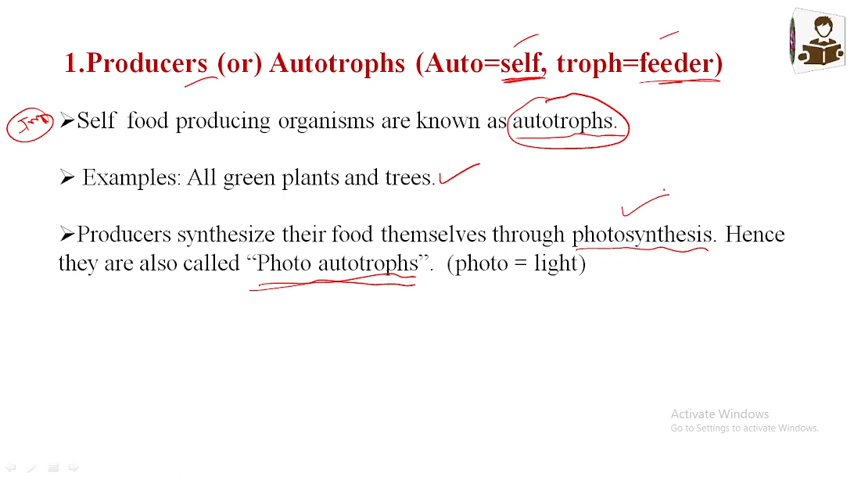 1.Producers (or) Autotrophs (Auto=self, troph=feeder)
Imp
➢Self food producing organisms are known as autotrophs.
➢ Examples: All green plants and trees.
➢Producers synthesize their food themselves through photosynthesis. Hence
they are also called “Photo autotrophs”. (photo = light)
Activate Windows
Go to Settings to activate Windows.